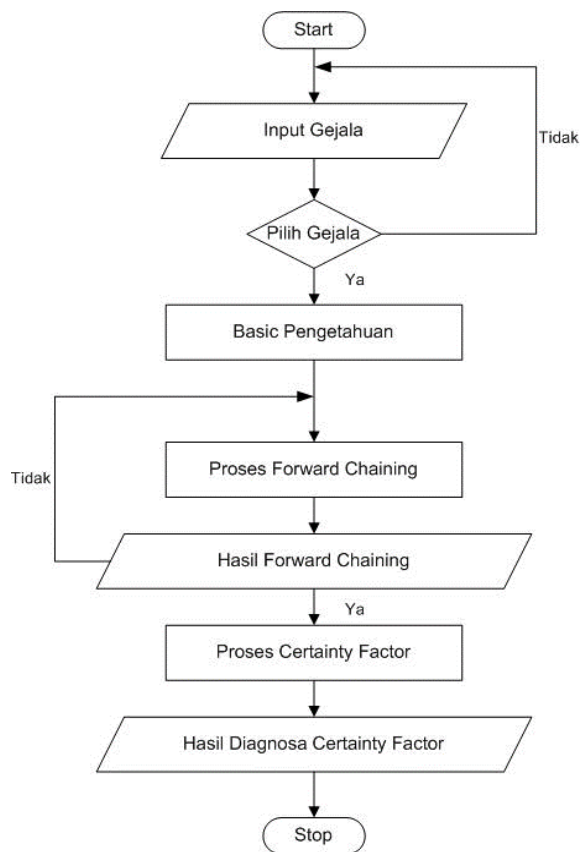 Start
Input Gejala
Tidak
Pilih Gejala
Ya
Basic Pengetahuan
Proses Forward Chaining
Tidak
Hasil Forward Chaining
Ya
Proses Certainty Factor
Hasil Diagnosa Certainty Factor
Stop